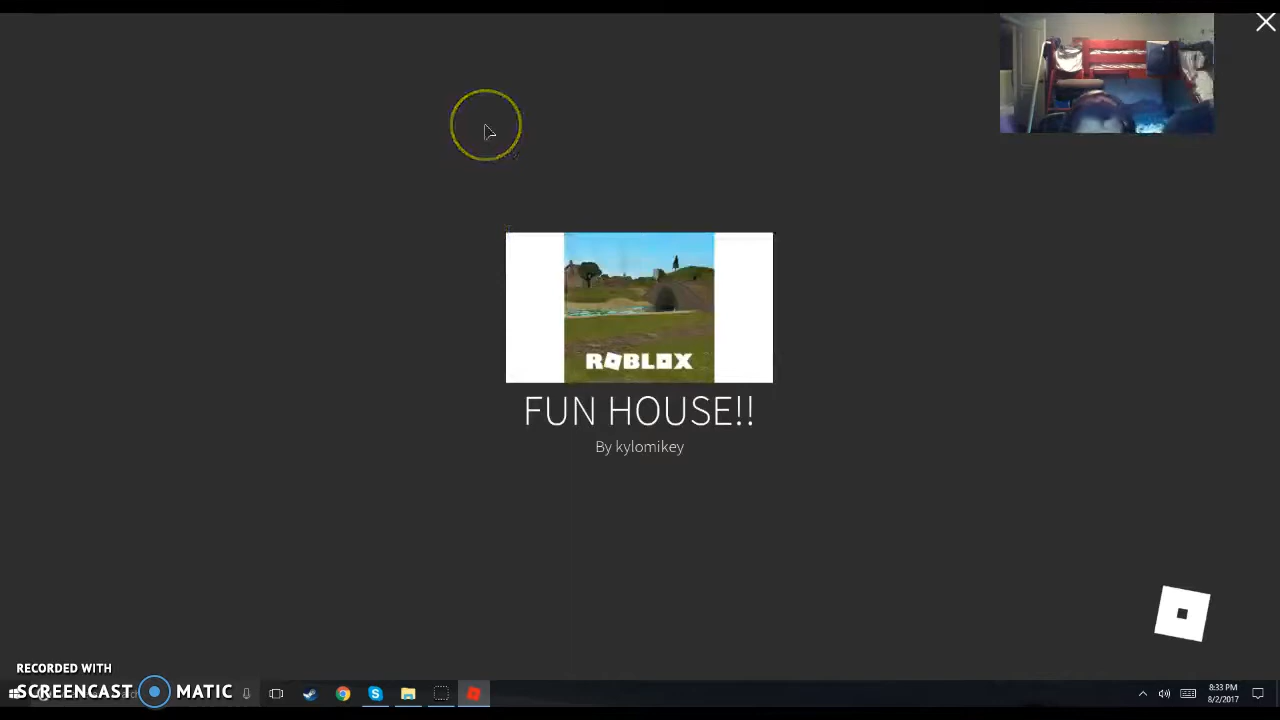 ROBLOX
FUN HOUSE!!
By kylomikey
RECORDED WITH
SCREENCAST MATIC
8:33 PM
8/2/2017